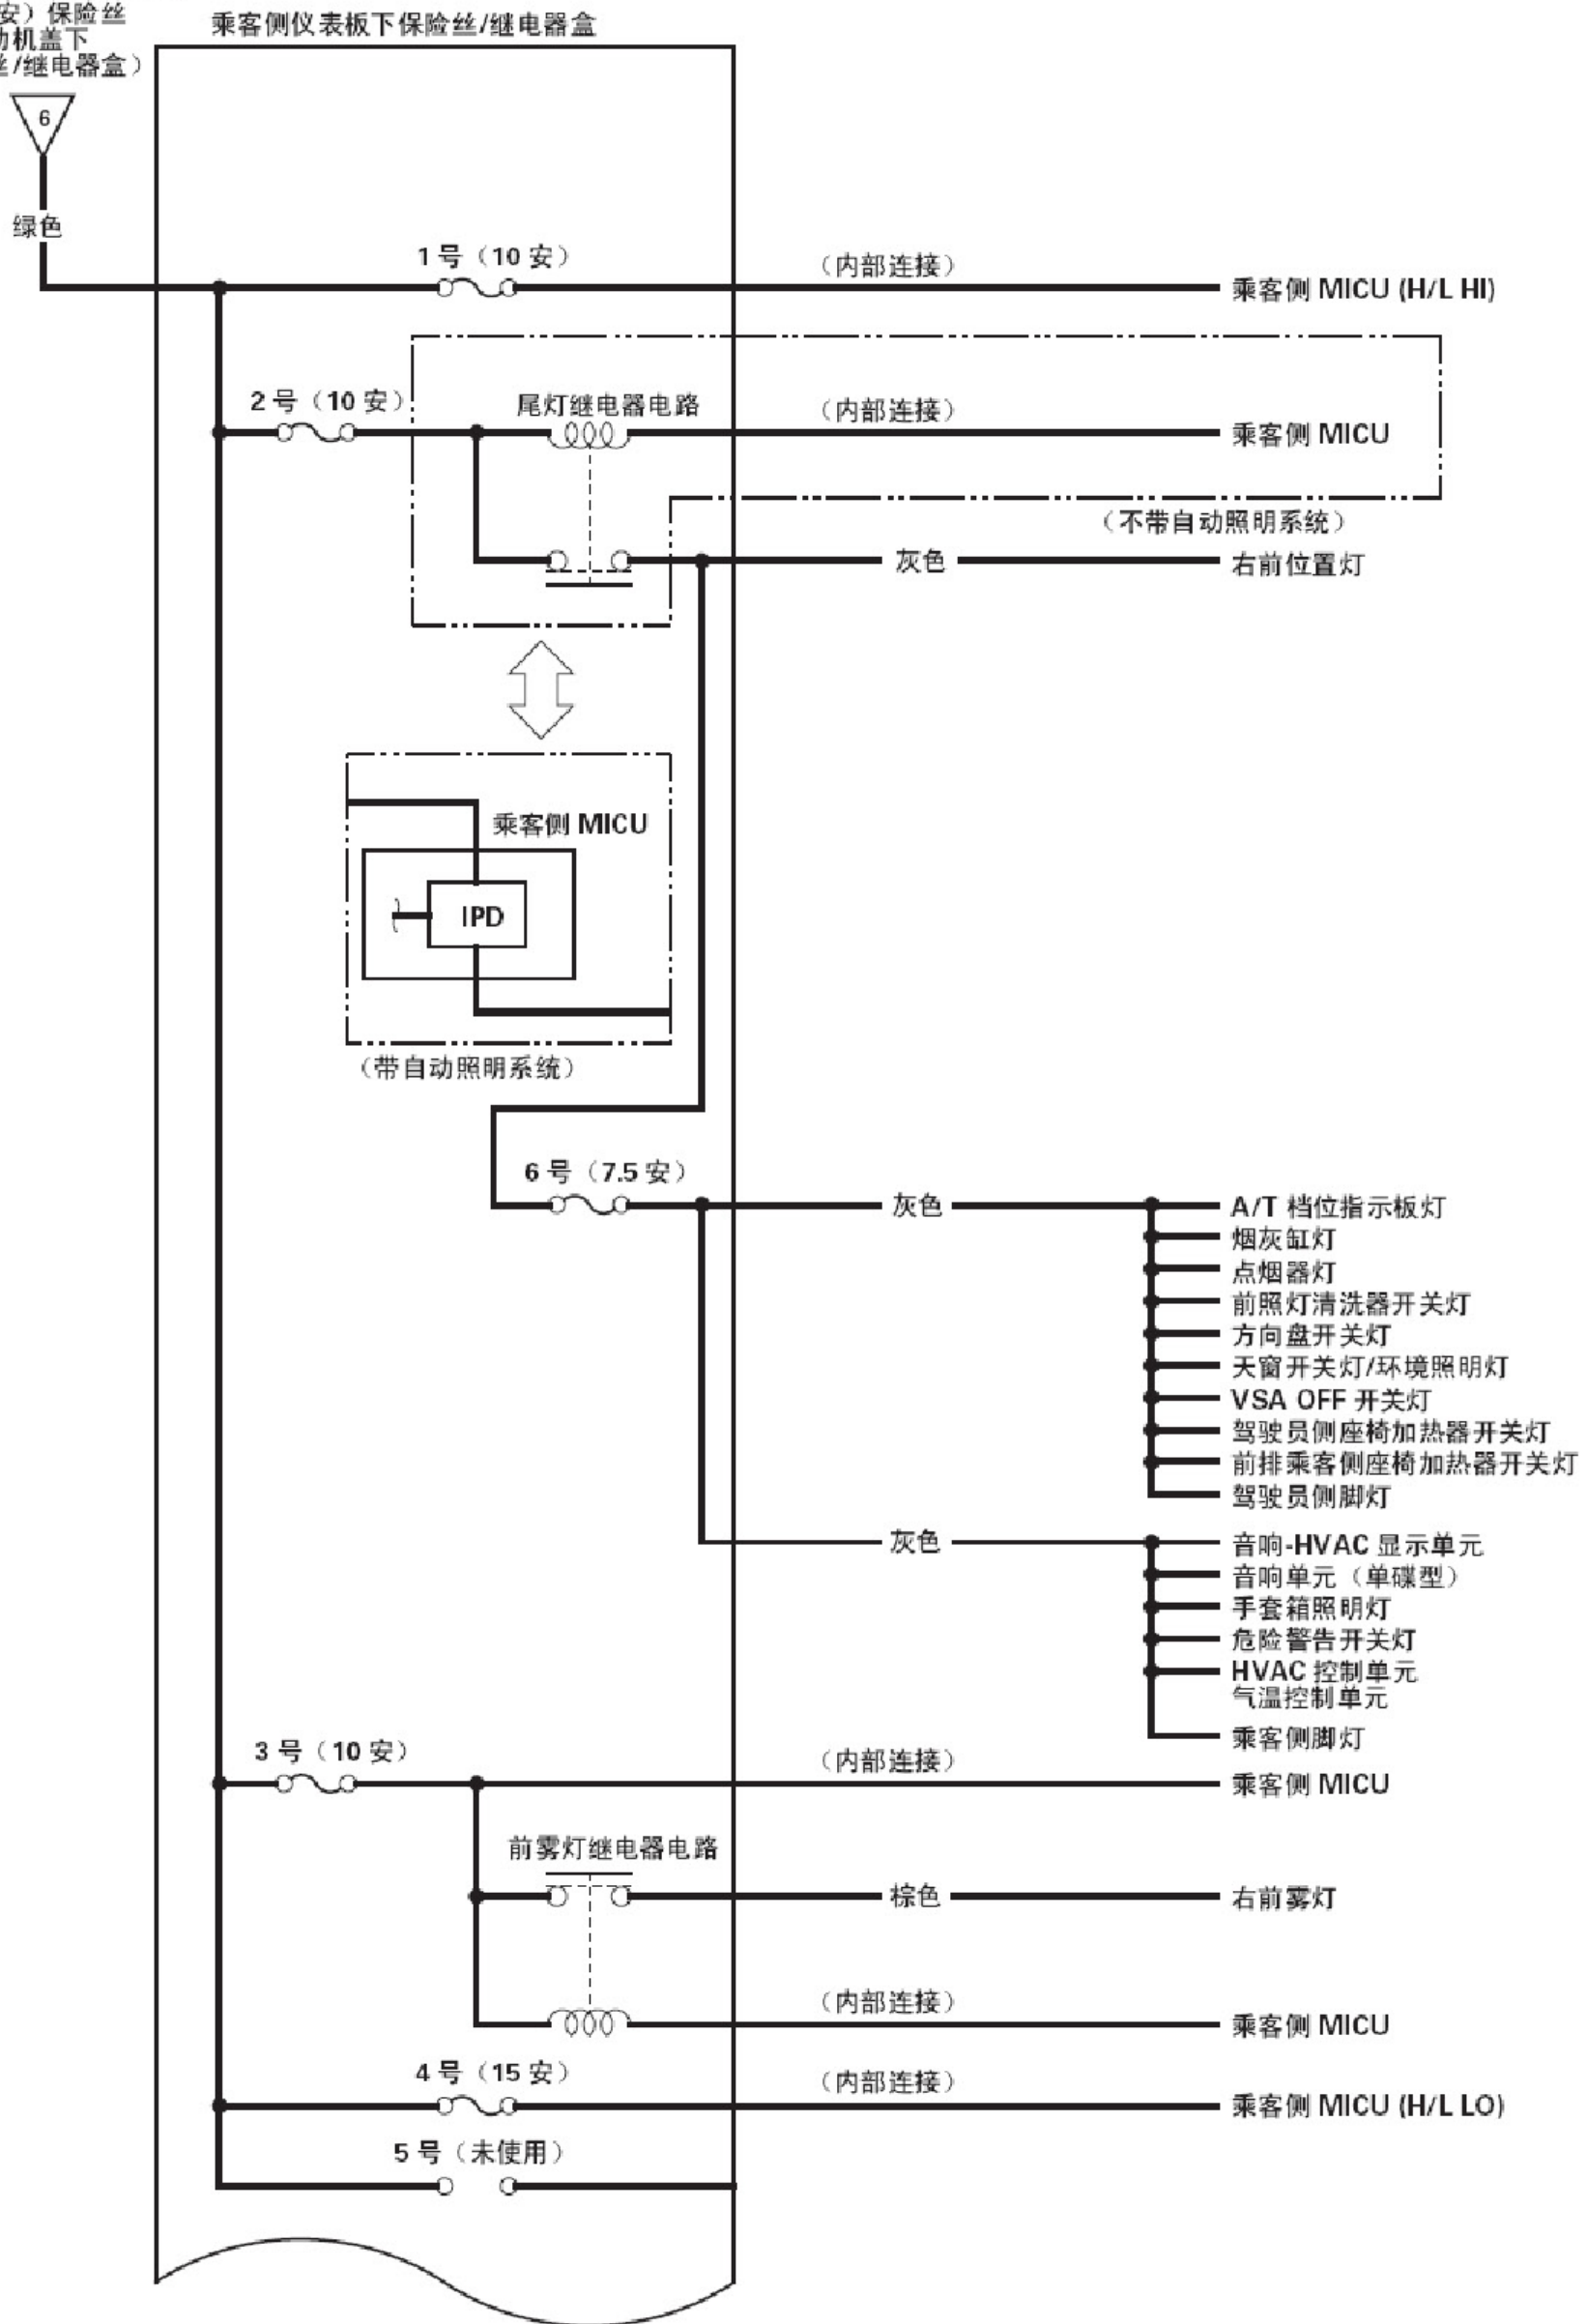 安）保险丝
机盖下
/继电器盒）
乘客侧仪表板下保险丝/继电器盒
6
绿色
1 号（10 安）
（内部连接）
乘客侧 MICU (H/L HI)
2 号（10 安）
尾灯继电器电路
（内部连接）
乘客侧 MICU
（不带自动照明系统）
灰色
右前位置灯
乘客侧 MICU
IPD
（带自动照明系统）
6 号（7.5 安）
灰色
A/T 档位指示板灯
烟灰缸灯
点烟器灯
前照灯清洗器开关灯
方向盘开关灯
天窗开关灯/环境照明灯
VSA OFF 开关灯
驾驶员侧座椅加热器开关灯
前排乘客侧座椅加热器开关灯
驾驶员侧脚灯
灰色
音响-HVAC 显示单元
音响单元（单碟型）
手套箱照明灯
危险警告开关灯
HVAC 控制单元
气温控制单元
乘客侧脚灯
3 号（10 安）
（内部连接）
乘客侧 MICU
前雾灯继电器电路
棕色
右前雾灯
（内部连接）
乘客侧 MICU
4 号（15 安）
（内部连接）
乘客侧 MICU (H/L LO)
5 号（未使用）